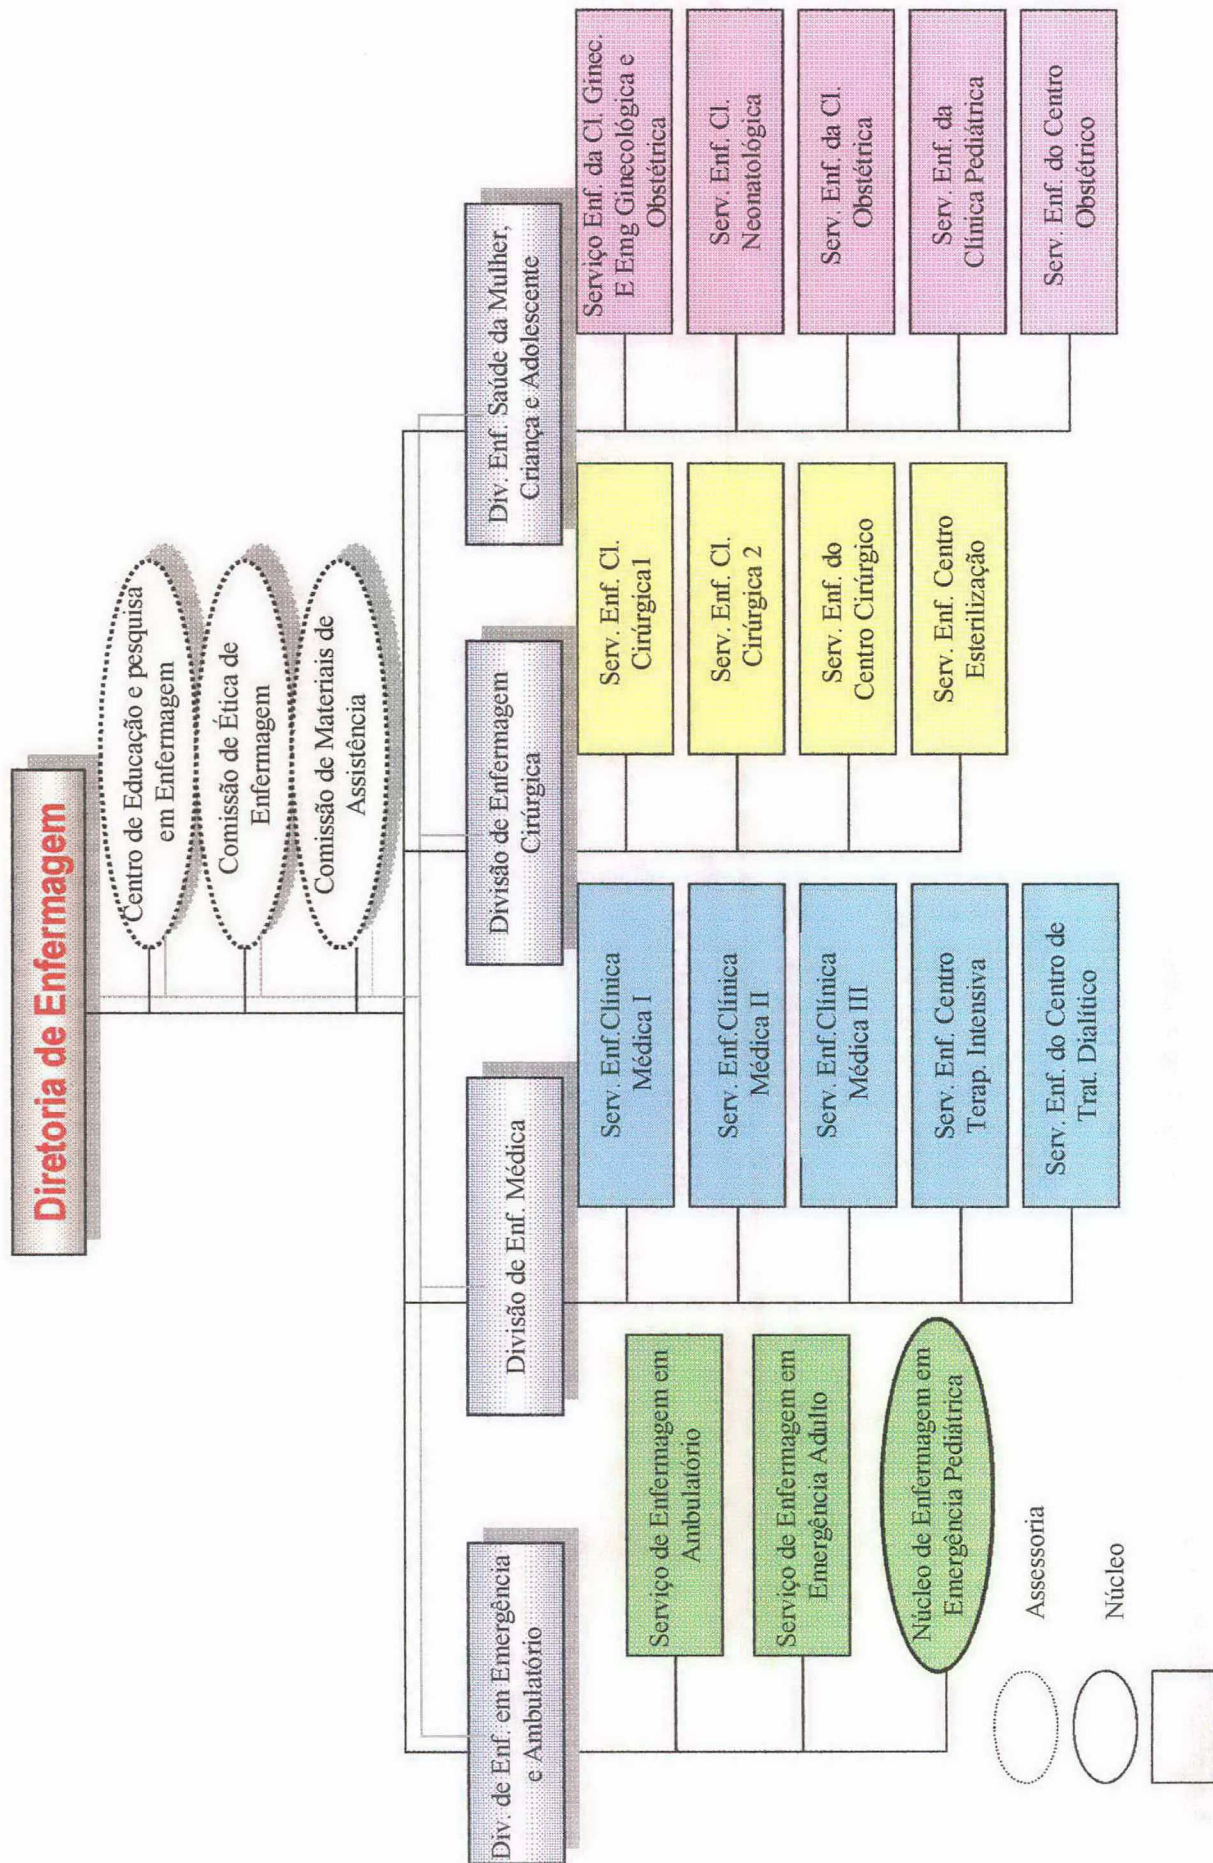 Diretoria de Enfermagem
Centro de Educação e pesquisa
em Enfermagem
Comissão de Ética de
Enfermagem
Comissão de Materiais de
Assistência
Div. de Enf. em Emergência
e Ambulatório
Serviço de Enfermagem em
Ambulatório
Serviço de Enfermagem em
Emergência Adulto
Núcleo de Enfermagem em
Emergência Pediátrica
Divisão de Enf. Médica
Serv. Enf.Clínica
Médica I
Serv. Enf.Clínica
Médica II
Serv. Enf.Clínica
Médica III
Serv. Enf. Centro
Terap. Intensiva
Serv. Enf. do Centro de
Trat. Dialítico
Divisão de Enfermagem
Cirúrgica
Serv. Enf. Cl.
Cirúrgica1
Serv. Enf. Cl.
Cirúrgica 2
Serv. Enf. do
Centro Cirúrgico
Serv. Enf. Centro
Esterilização
Div. Enf. Saúde da Mulher,
Criança e Adolescente
Serviço Enf. da Cl. Ginec.
E Emg Ginecológica e
Obstétrica
Serv. Enf. Cl.
Neonatológica
Serv. Enf. da Cl.
Obstétrica
Serv. Enf. da
Clínica Pediátrica
Serv. Enf. do Centro
Obstétrico
Assessoria
Núcleo